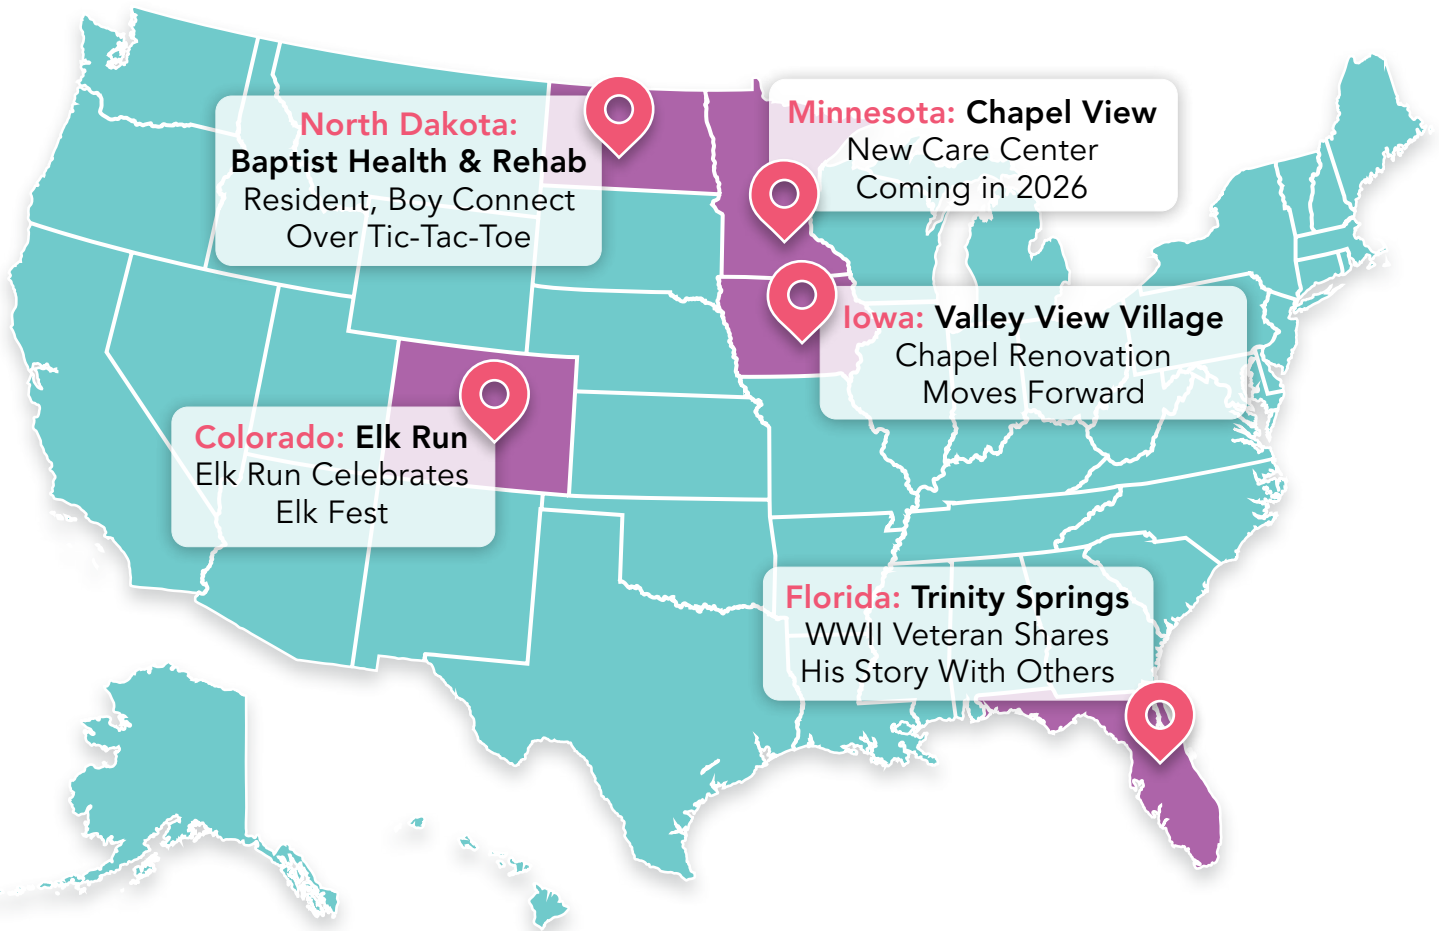 North Dakota:
Baptist Health & Rehab
Resident, Boy Connect
Over Tic-Tac-Toe
Minnesota: Chapel View
New Care Center
Coming in 2026
Iowa: Valley View Village
Chapel Renovation
Moves Forward
Colorado: Elk Run
Elk Run Celebrates
Elk Fest
Florida: Trinity Springs
WWII Veteran Shares
His Story With Others